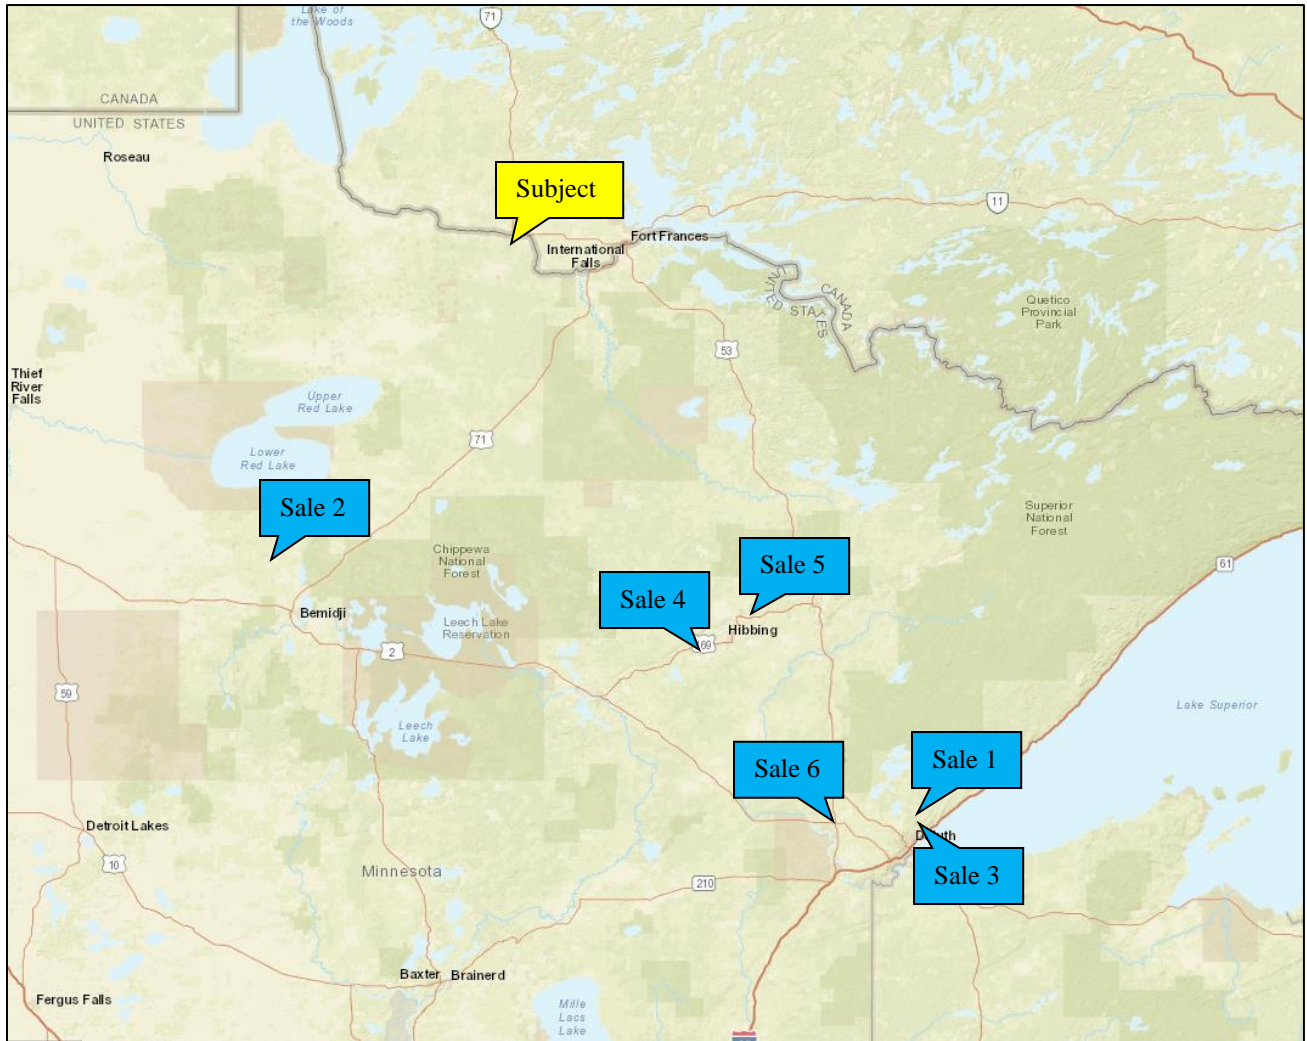 Lake of
the Woods
71
CANADA
UNITED STATES
Roseau
Subject
11
Fort Frances
International
Falls
CANADA
UNITED STATES
Quetico
Provincial
Park
53
Thief
River
Falls
Upper
Red Lake
71
Lower
Red Lake
Sale 2
Superior
National
Forest
Chippewa
National
Forest
Sale 5
61
Sale 4
Bemidji
Leech Lake
Reservation
Hibbing
169
2
59
Lake Superior
Leech
Lake
Sale 1
Sale 6
Detroit Lakes
Duluth
10
Minnesota
210
Sale 3
Baxter
Brainerd
Fergus Falls
Mille
Lacs
Lake